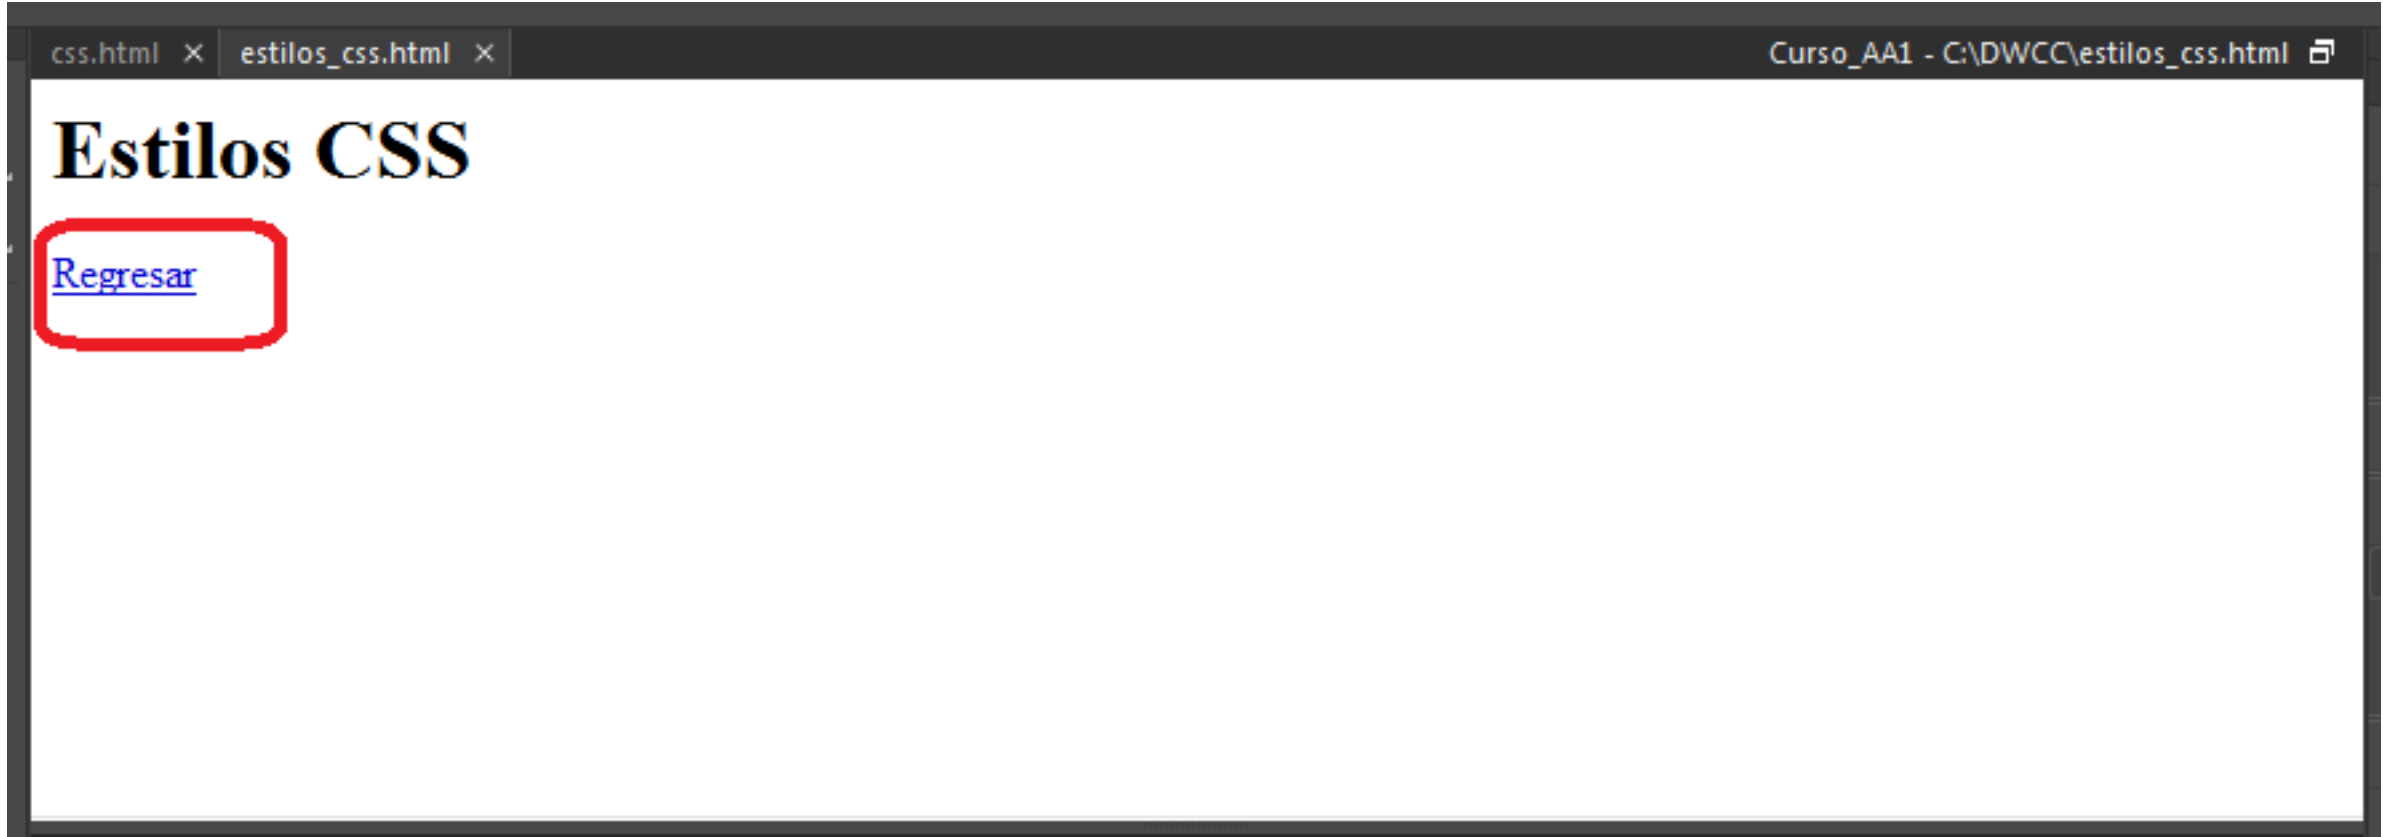 css.html × estilos_css.html ×
Curso_AA1 - C:\DWCC\estilos_css.html
Estilos CSS
Regresar